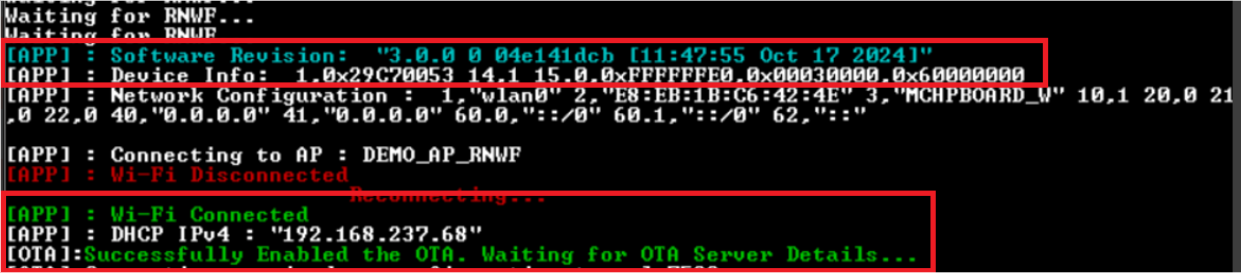 Waiting for RNWF...
Waiting for RNWF
[APP] : Software Revision:  "3.0.0 0 04e141dcb [11:47:55 Oct 17 2024]"
[APP] : Device Info:  1,0x29C70053 14,1 15,0,0xFFFFFFE0,0x00030000,0x60000000
[APP] : Network Configuration :  1,"wlan0" 2,"E8:EB:1B:C6:42:4E" 3,"MCHPBOARD_W" 10,1 20,0 21
,0 22,0 40,"0.0.0.0" 41,"0.0.0.0" 60.0,"::/0" 60.1,"::/0" 62,"::"
[APP] : Connecting to AP : DEMO_AP_RNWF
[APP] : Wi-Fi Disconnected
Reconnecting...
[APP] : Wi-Fi Connected
[APP] : DHCP IPv4 : "192.168.237.68"
[OTA]:Successfully Enabled the OTA. Waiting for OTA Server Details...